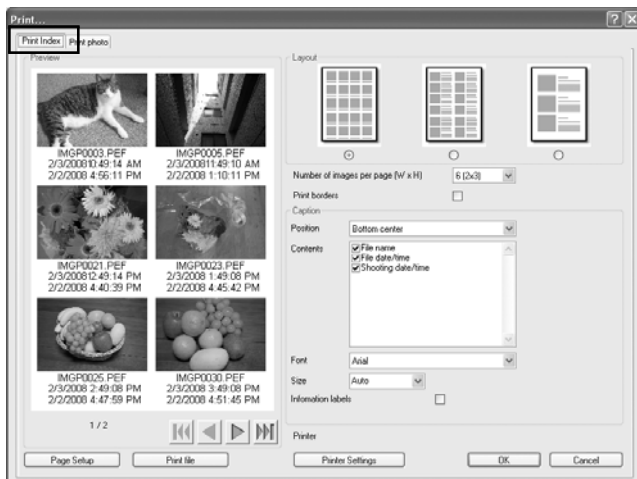 Print...
Print Index Print photo
Preview
IMGP0003.PEF
2/3/200810:49:14 AM
2/2/2008 4:56:11 PM
IMGP0005.PEF
2/3/200811:49:10 AM
2/2/2008 1:10:11 PM
IMGP0021.PEF
2/3/200812:49:14 PM
2/2/2008 4:40:39 PM
IMGP0023.PEF
2/3/2008 1:49:08 PM
2/2/2008 4:45:42 PM
IMGP0025.PEF
2/3/2008 2:49:08 PM
2/2/2008 4:47:59 PM
IMGP0030.PEF
2/3/2008 3:49:08 PM
2/2/2008 4:51:45 PM
1 / 2
Page Setup
Print file
Layout
Number of images per page (W x H) 6 (2x3)
Print borders
Caption
Position Bottom center
Contents File name
File date/time
Shooting date/time
Font Arial
Size Auto
Infomation labels
Printer
Printer Settings
OK
Cancel